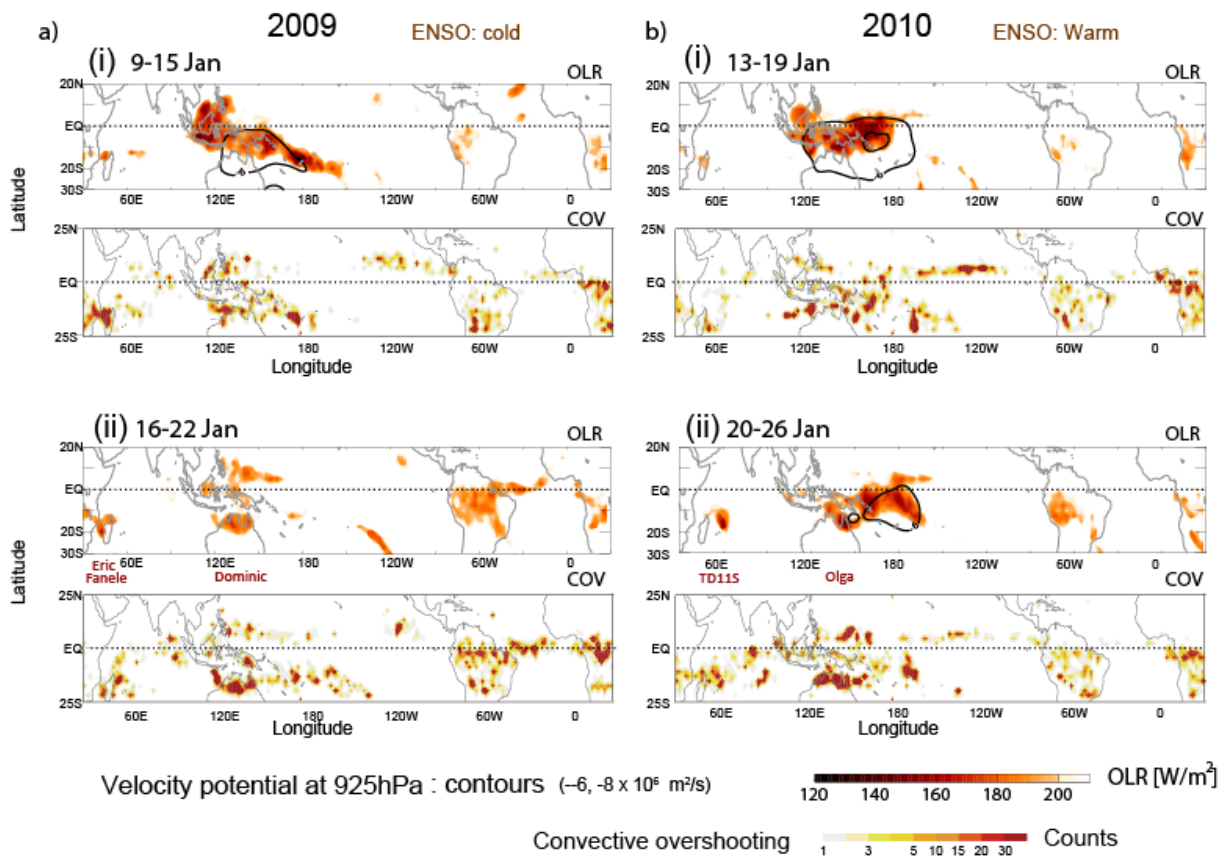 a) 2009 ENSO: cold
(i) 9-15 Jan OLR
20N
EQ
10S
20S
30S
60E 120E 180 120W 60W 0
COV
25N
EQ
25S
60E 120E 180 120W 60W 0
Longitude
Latitude
(ii) 16-22 Jan OLR
20N
EQ
10S
20S
30S
60E 120E 180 120W 60W 0
Eric
Fanele
Dominic
COV
25N
EQ
25S
60E 120E 180 120W 60W 0
Longitude
Latitude
b) 2010 ENSO: Warm
(i) 13-19 Jan OLR
20N
EQ
10S
20S
30S
60E 120E 180 120W 60W 0
COV
25N
EQ
25S
60E 120E 180 120W 60W 0
Longitude
(ii) 20-26 Jan OLR
20N
EQ
10S
20S
30S
60E 120E 180 120W 60W 0
TD11S
Olga
COV
25N
EQ
25S
60E 120E 180 120W 60W 0
Longitude
Velocity potential at 925hPa : contours (--6, -8 x 10⁶ m²/s)
OLR [W/m²]
120 140 160 180 200
Convective overshooting Counts
1 3 5 10 15 20 30